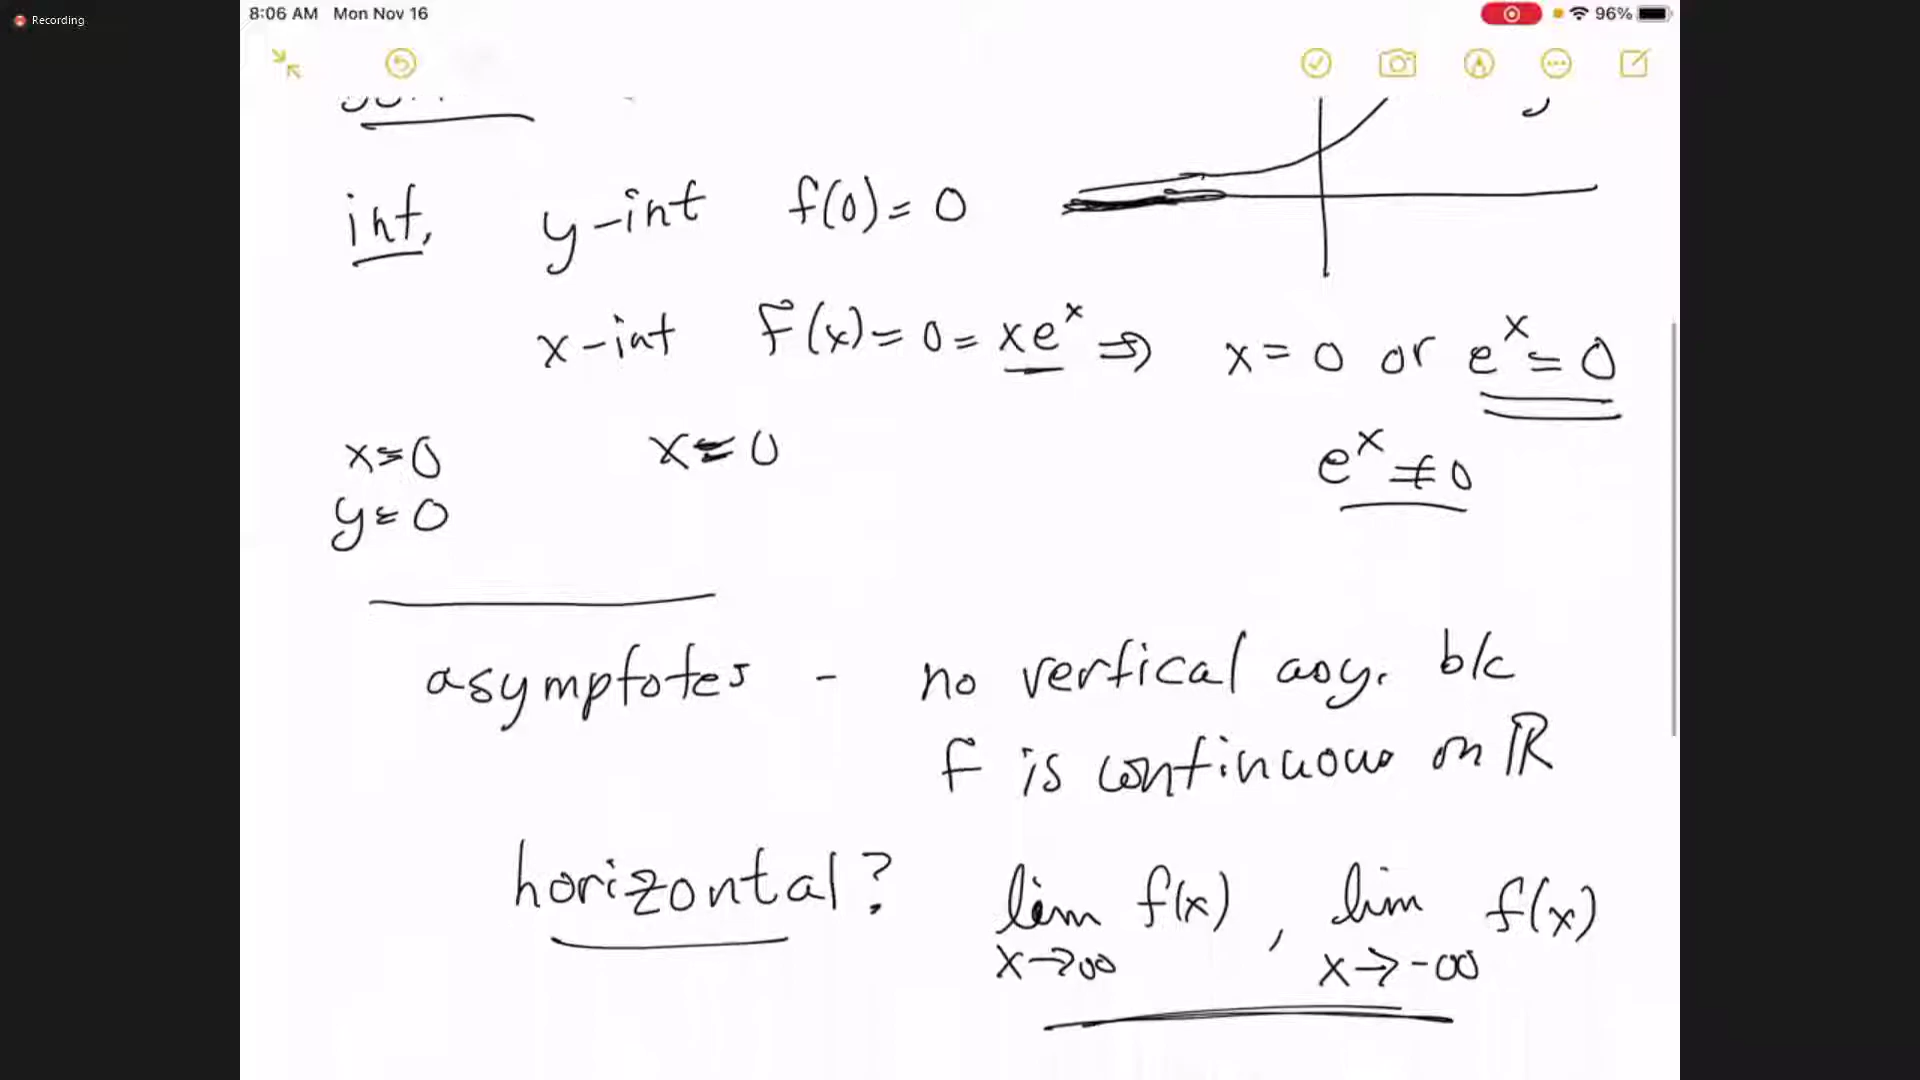 Recording
8:06 AM Mon Nov 16
96%
int. y-int f(0) = 0
x-int f(x) = 0 = xe^x ⇒ x = 0 or e^x = 0
x = 0 x = 0 e^x ≠ 0
y = 0
asymptotes - no vertical asy. b/c
f is continuous on ℝ
horizontal? lim f(x), lim f(x)
x→∞ x→-∞